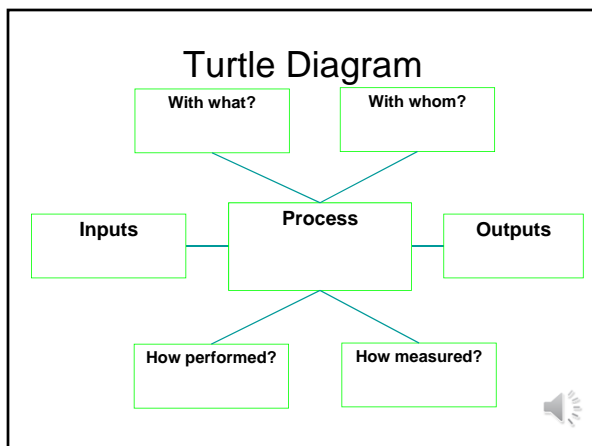 Turtle Diagram
With what?
With whom?
Inputs
Process
Outputs
How performed?
How measured?